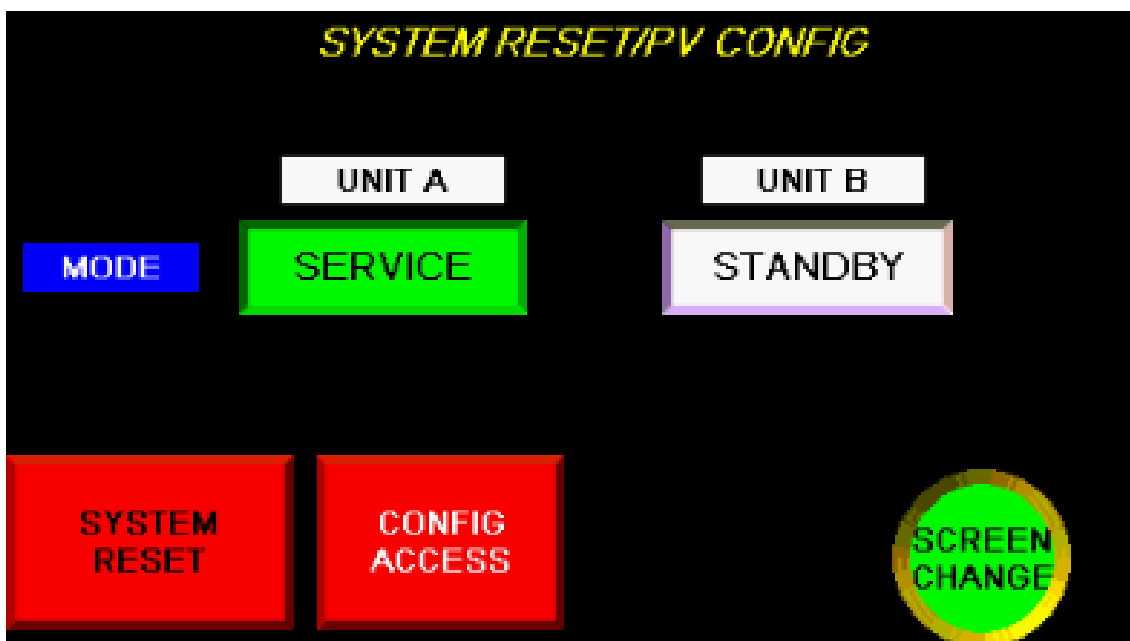 SYSTEM RESET/PV CONFIG
UNIT A
UNIT B
MODE
SERVICE
STANDBY
SYSTEM
RESET
CONFIG
ACCESS
SCREEN
CHANGE